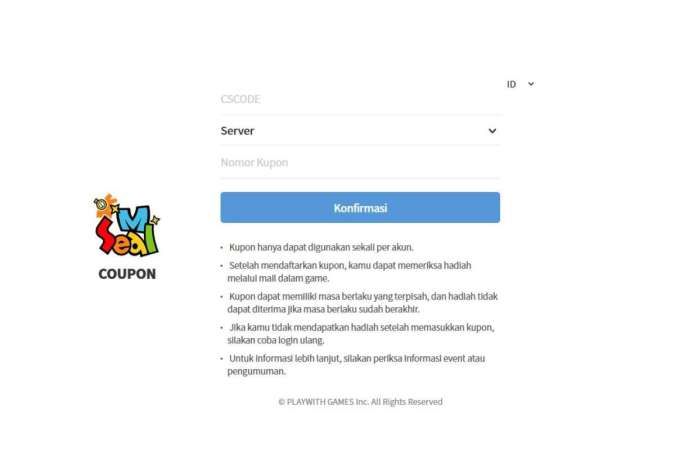 ID
CSCODE
Server
Nomor Kupon
Konfirmasi
M
Seal
COUPON
• Kupon hanya dapat digunakan sekali per akun.
• Setelah mendaftarkan kupon, kamu dapat memeriksa hadiah
melalui mail dalam game.
• Kupon dapat memiliki masa berlaku yang terpisah, dan hadiah tidak
dapat diterima jika masa berlaku sudah berakhir.
• Jika kamu tidak mendapatkan hadiah setelah memasukkan kupon,
silakan coba login ulang.
• Untuk informasi lebih lanjut, silakan periksa informasi event atau
pengumuman.
© PLAYWITH GAMES Inc. All Rights Reserved